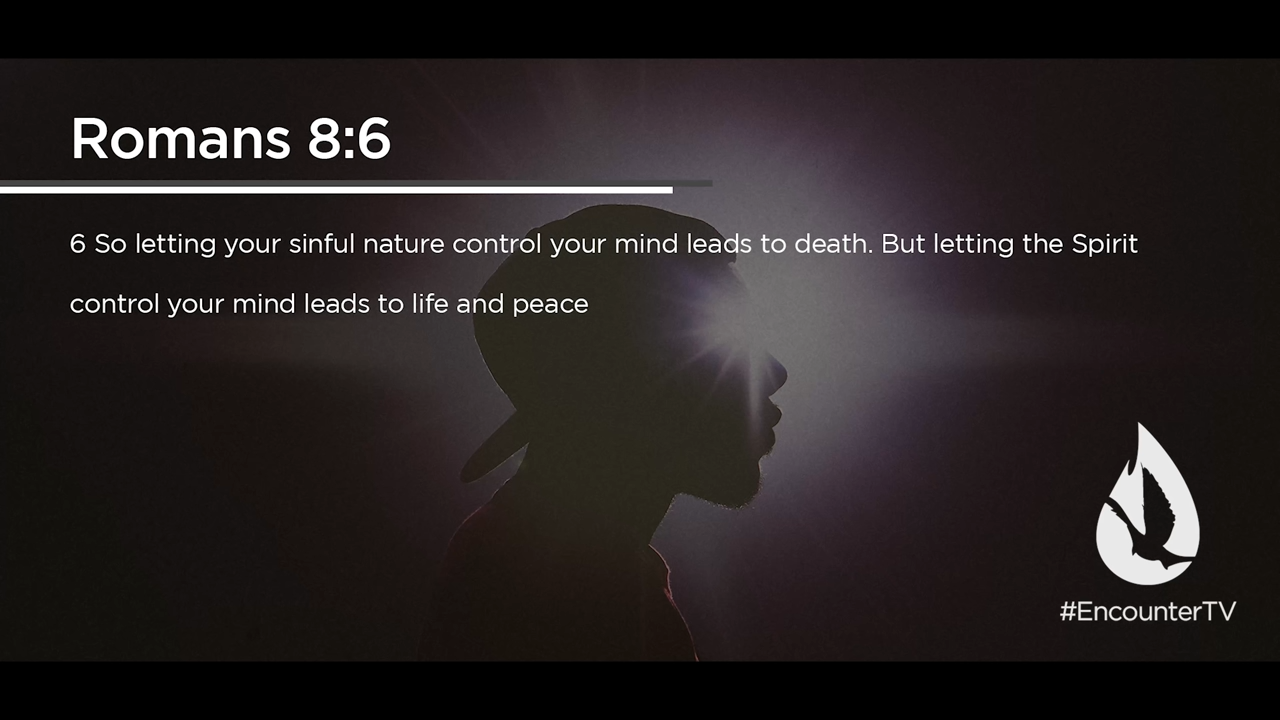 Romans 8:6
6 So letting your sinful nature control your mind leads to death. But letting the Spirit
control your mind leads to life and peace
#EncounterTV